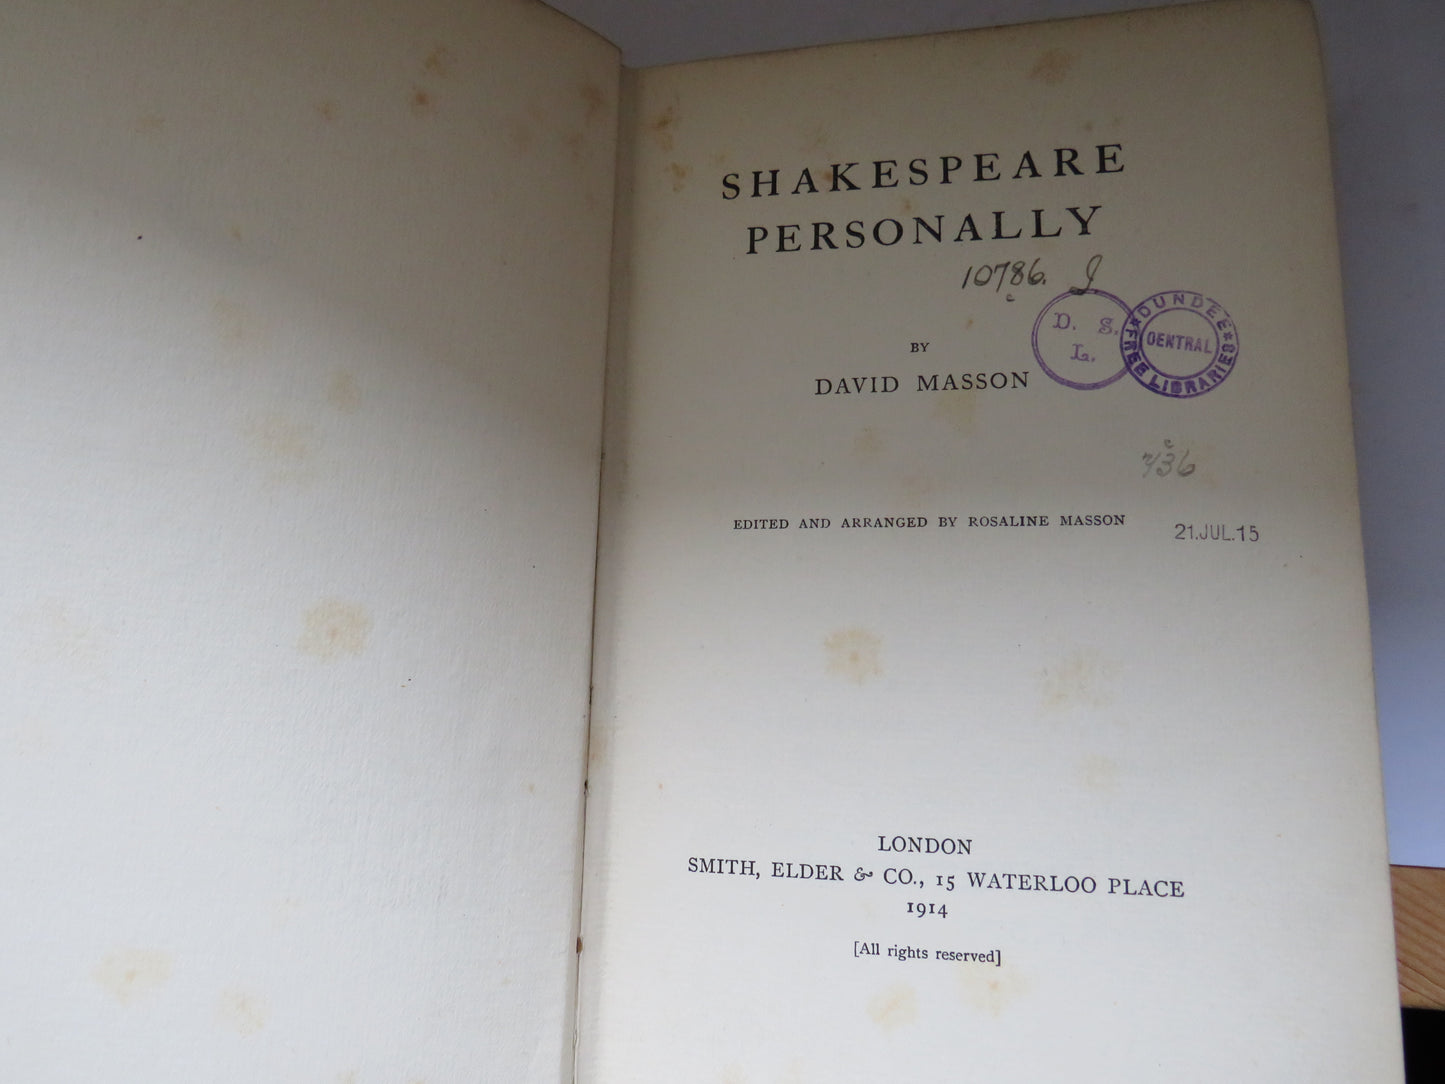 SHAKESPEARE
PERSONALLY
10786. J
BY
DAVID MASSON
D. S.
L.
DUNDEE
CENTRAL
FREE LIBRARIES
EDITED AND ARRANGED BY ROSALINE MASSON
21.JUL.15
LONDON
SMITH, ELDER & CO., 15 WATERLOO PLACE
1914
[All rights reserved]